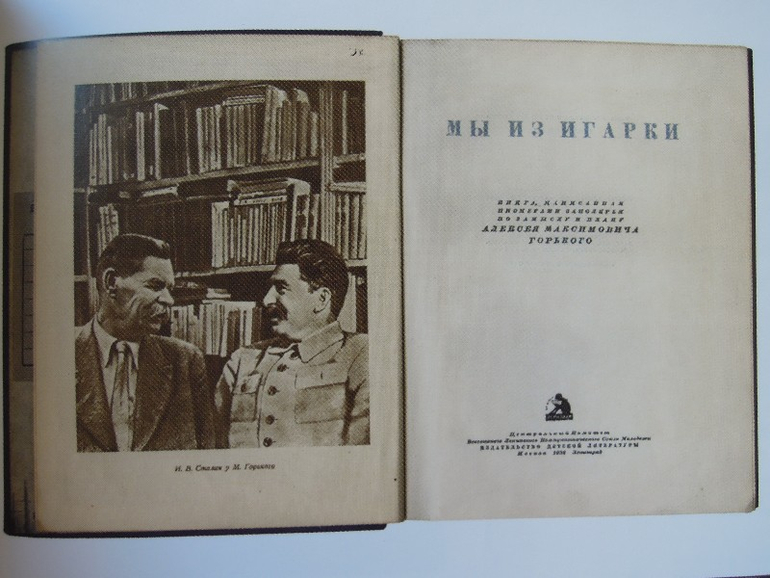 И. В. Сталин у М. Горького
МЫ ИЗ ИГАРКИ
КНИГА, НАПИСАННАЯ
ПИОНЕРАМИ ЗАПОЛЯРЬЯ
ПО ЗАМЫСЛУ И ПЛАНУ
АЛЕКСЕЯ МАКСИМОВИЧА
ГОРЬКОГО
Центральный Комитет
Всесоюзного Ленинского Коммунистического Союза Молодежи
ИЗДАТЕЛЬСТВО ДЕТСКОЙ ЛИТЕРАТУРЫ
Москва 1938 Ленинград